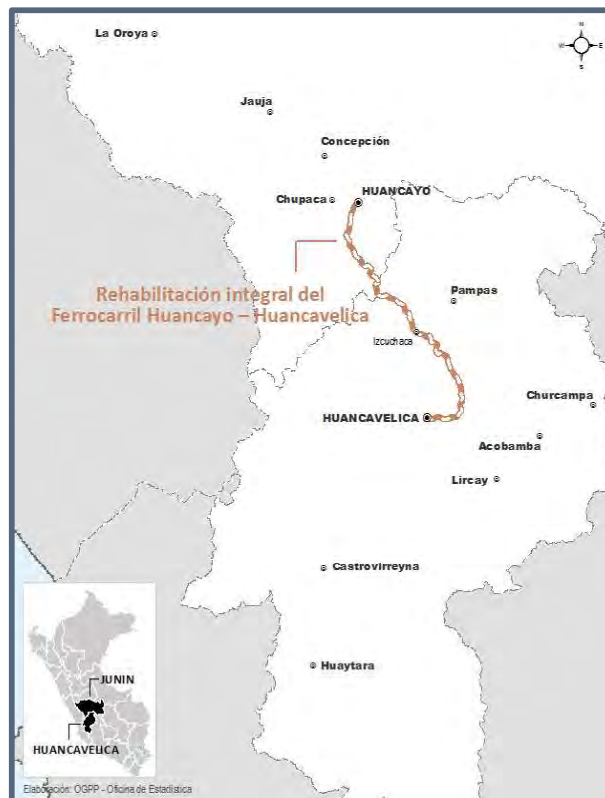 N
W E
S
La Oroya
Jauja
Concepción
Chupaca
HUANCAYO
Rehabilitación integral del
Ferrocarril Huancayo – Huancavelica
Pampas
Izcuchaca
HUANCAVELICA
Churcampa
Acobamba
Lircay
Castrovirreyna
Huaytara
JUNIN
HUANCAVELICA
Elaboración: OGPP - Oficina de Estadística